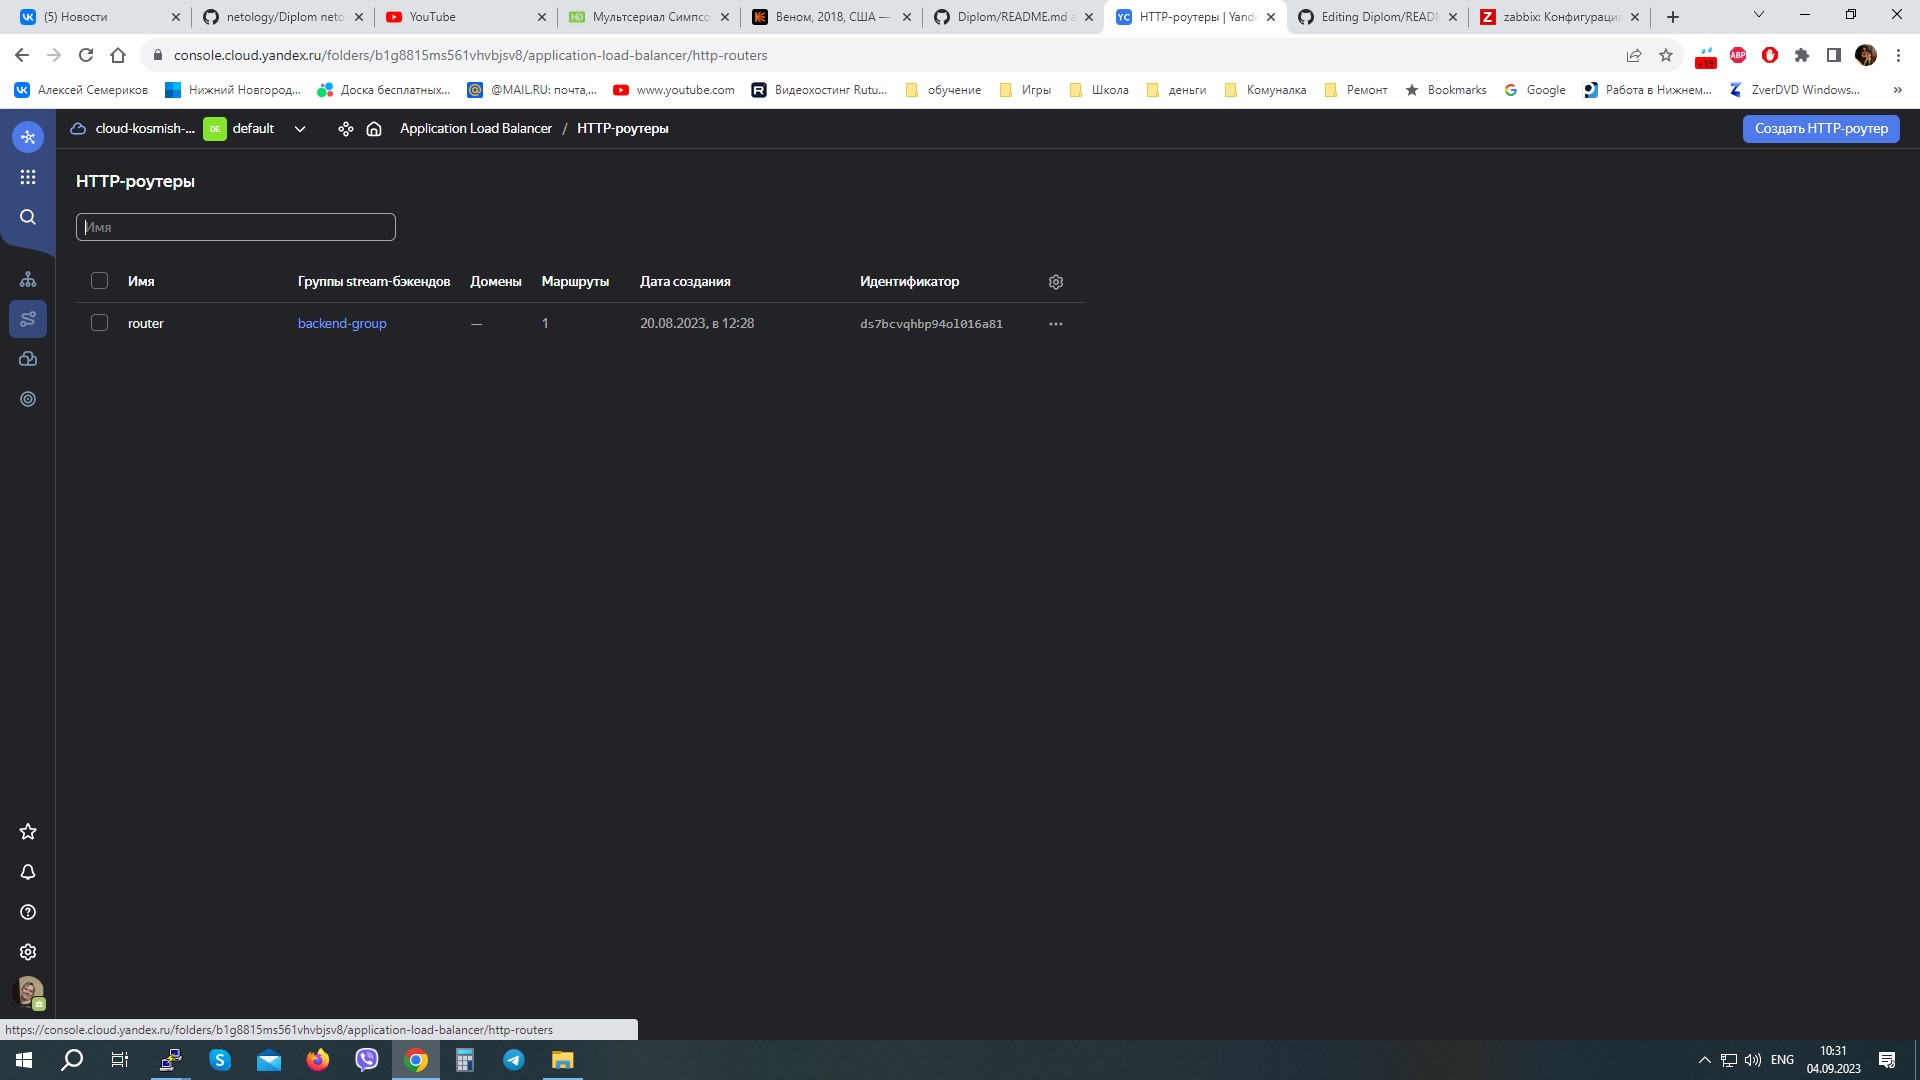 (5) Новости
netology/Diplom neto
YouTube
Мультсериал Симпсо
Веном, 2018, США —
Diplom/README.md a
HTTP-роутеры | Yand
Editing Diplom/READ
zabbix: Конфигураци
console.cloud.yandex.ru/folders/b1g8815ms561vhvbjsv8/application-load-balancer/http-routers
+19
ABP
Алексей Семериков
Нижний Новгород...
Доска бесплатных...
@MAIL.RU: почта,...
www.youtube.com
Видеохостинг Rutu...
обучение
Игры
Школа
деньги
Комуналка
Ремонт
Bookmarks
Google
Работа в Нижнем...
ZverDVD Windows...
»
cloud-kosmish-...
DE
default
Application Load Balancer / HTTP-роутеры
Создать HTTP-роутер
HTTP-роутеры
Имя
Имя Группы stream-бэкендов Домены Маршруты Дата создания Идентификатор
router backend-group — 1 20.08.2023, в 12:28 ds7bcvqhbp94ol016a81
https://console.cloud.yandex.ru/folders/b1g8815ms561vhvbjsv8/application-load-balancer/http-routers
ENG
10:31
04.09.2023